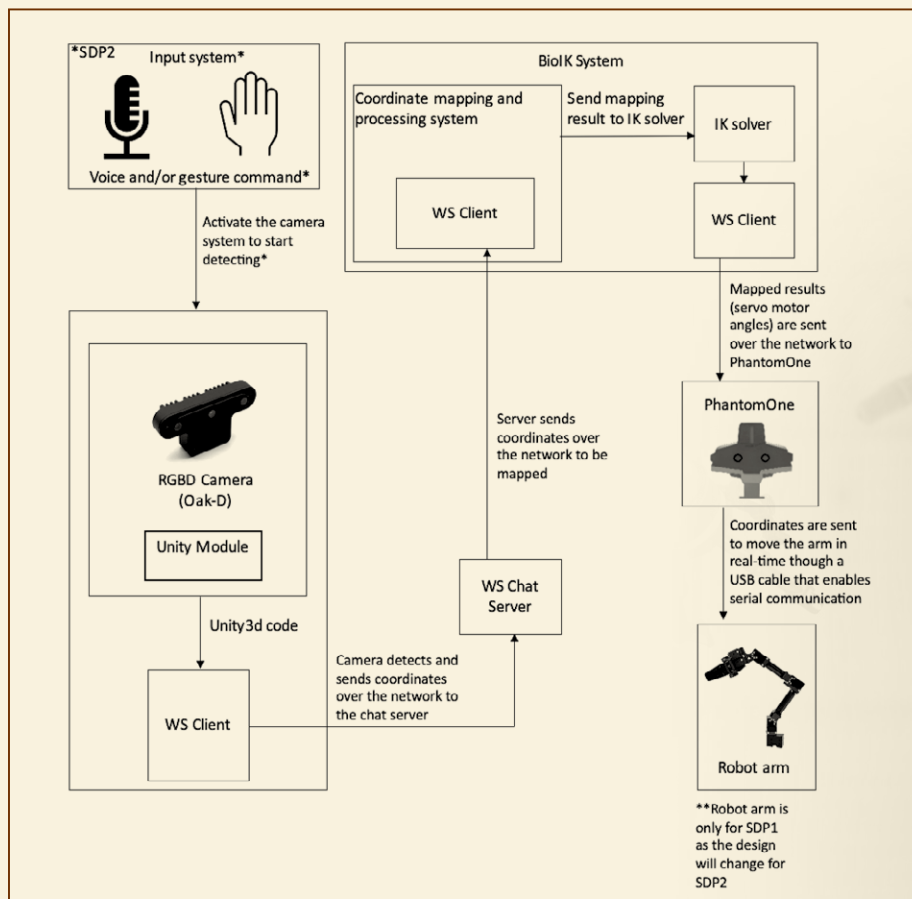 *SDP2
Input system*
Voice and/or gesture command*
Activate the camera
system to start
detecting*
RGBD Camera
(Oak-D)
Unity Module
Unity3d code
WS Client
Camera detects and
sends coordinates
over the network to
the chat server
WS Chat
Server
Server sends
coordinates over
the network to be
mapped
BioIK System
Coordinate mapping and
processing system
WS Client
Send mapping
result to IK solver
IK solver
WS Client
Mapped results
(servo motor
angles) are sent
over the network to
PhantomOne
PhantomOne
Coordinates are sent
to move the arm in
real-time though a
USB cable that enables
serial communication
Robot arm
**Robot arm is
only for SDP1
as the design
will change for
SDP2